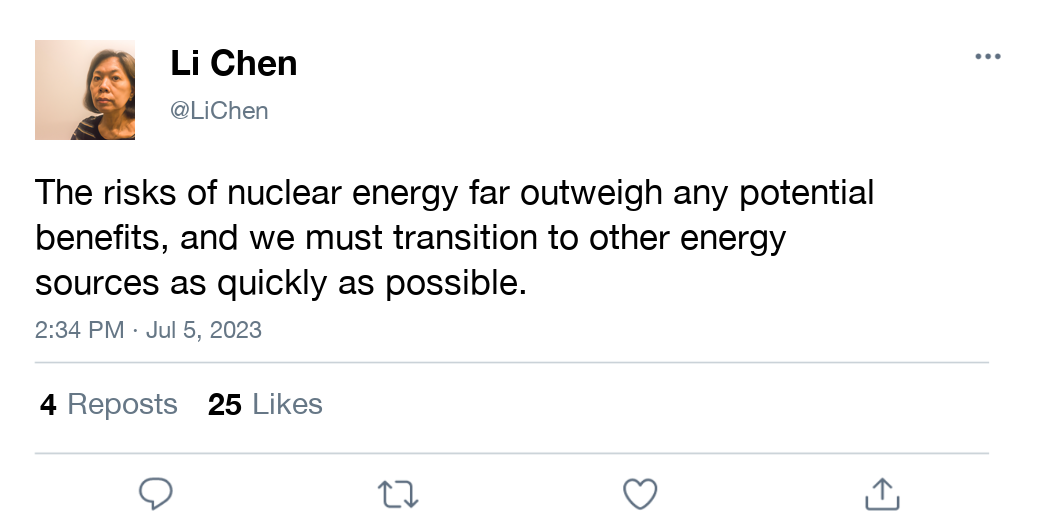 Li Chen
@LiChen
The risks of nuclear energy far outweigh any potential
benefits, and we must transition to other energy
sources as quickly as possible.
2:34 PM · Jul 5, 2023
4 Reposts 25 Likes